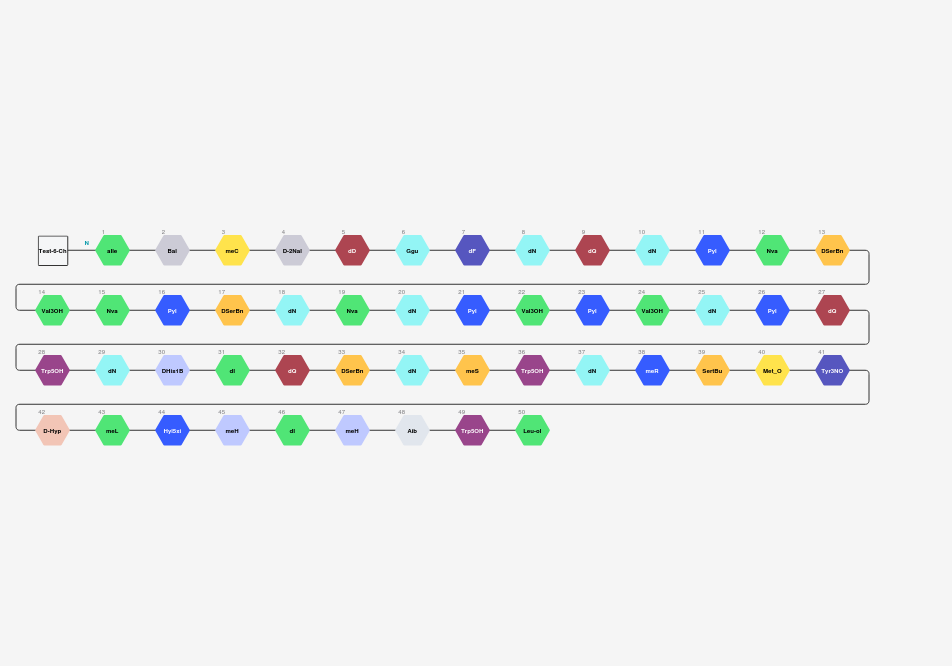 1 2 3 4 5 6 7 8 9 10 11 12 13
N aIle Bal meC D-2Nal dD Ggu dF dN dQ dN Pyl Nva DSerBn
14 15 16 17 18 19 20 21 22 23 24 25 26 27
Val3OH Nva Pyl DSerBn dN Nva dN Pyl Val3OH Pyl Val3OH dN Pyl dQ
28 29 30 31 32 33 34 35 36 37 38 39 40 41
Trp5OH dN DHis1B dI dQ DSerBn dN meS Trp5OH dN meR SertBu Met_O Tyr3NO
42 43 44 45 46 47 48 49 50
D-Hyp meL Hyl5xi meH dI meH Aib Trp5OH Leu-ol